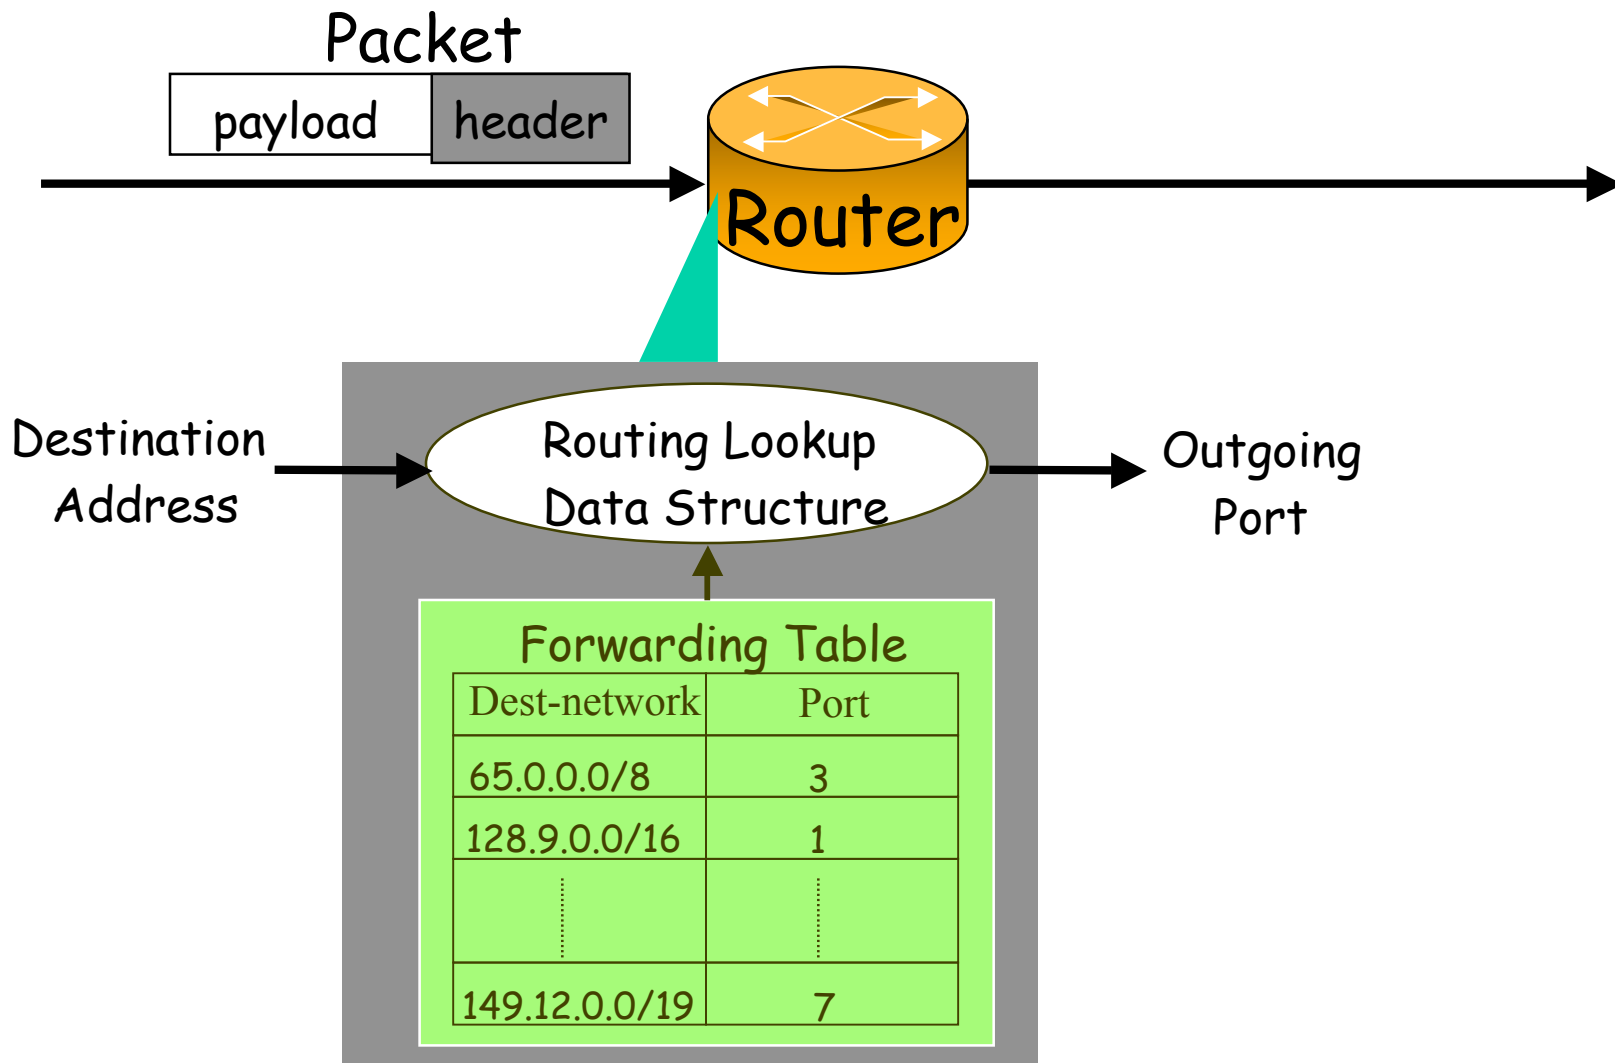 Packet
payload header
Router
Destination
Address
Routing Lookup
Data Structure
Outgoing
Port
Forwarding Table
Dest-network Port
65.0.0.0/8 3
128.9.0.0/16 1
149.12.0.0/19 7